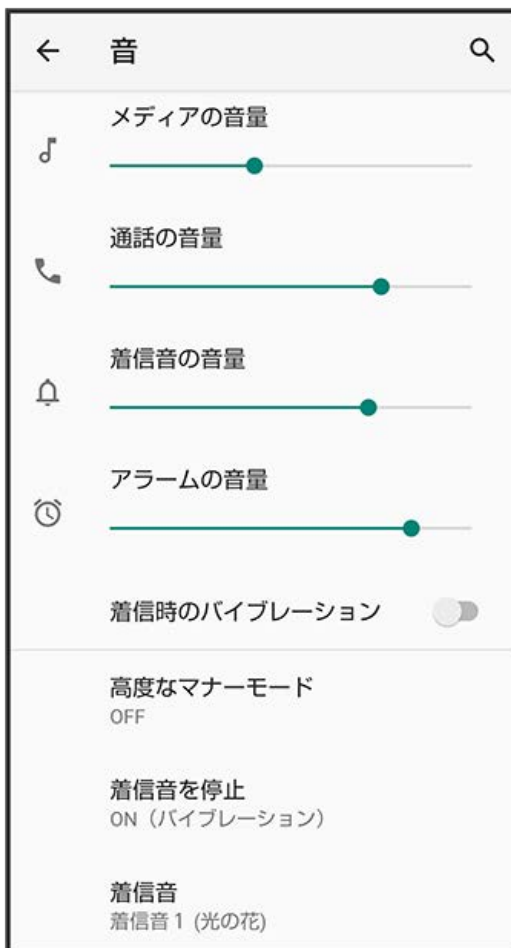 音
メディアの音量
通話の音量
着信音の音量
アラームの音量
着信時のバイブレーション
高度なマナーモード
OFF
着信音を停止
ON（バイブレーション）
着信音
着信音 1 (光の花)